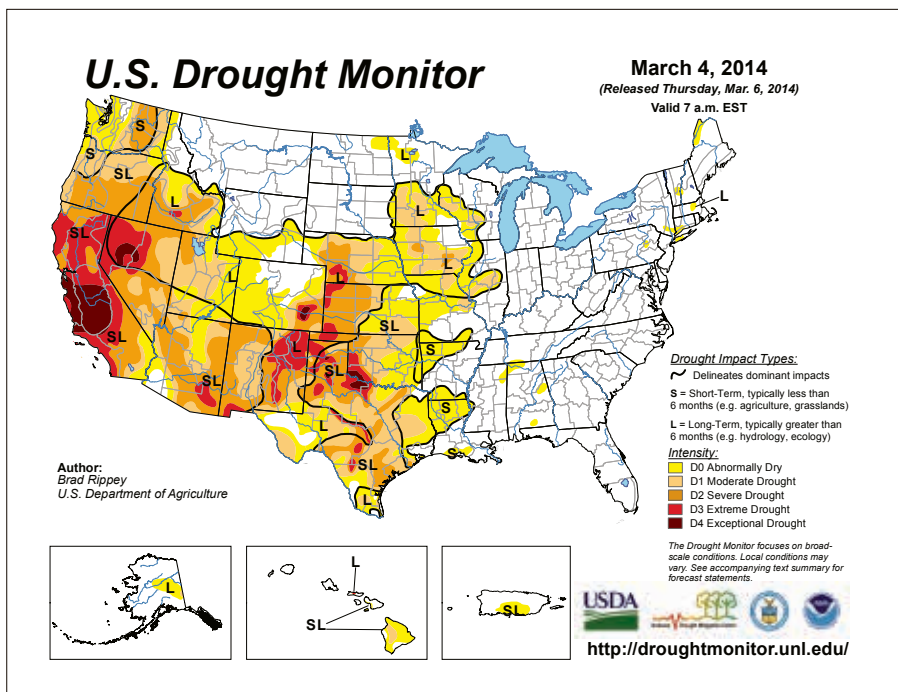 U.S. Drought Monitor
March 4, 2014
(Released Thursday, Mar. 6, 2014)
Valid 7 a.m. EST
S
S
SL
L
L
L
L
SL
L
L
L
SL
S
SL
L
SL
SL
S
L
SL
S
L
Drought Impact Types:
Delineates dominant impacts
S = Short-Term, typically less than
6 months (e.g. agriculture, grasslands)
L = Long-Term, typically greater than
6 months (e.g. hydrology, ecology)
Intensity:
D0 Abnormally Dry
D1 Moderate Drought
D2 Severe Drought
D3 Extreme Drought
D4 Exceptional Drought
Author:
Brad Rippey
U.S. Department of Agriculture
The Drought Monitor focuses on broad-
scale conditions. Local conditions may
vary. See accompanying text summary for
forecast statements.
L
L
SL
SL
USDA
http://droughtmonitor.unl.edu/